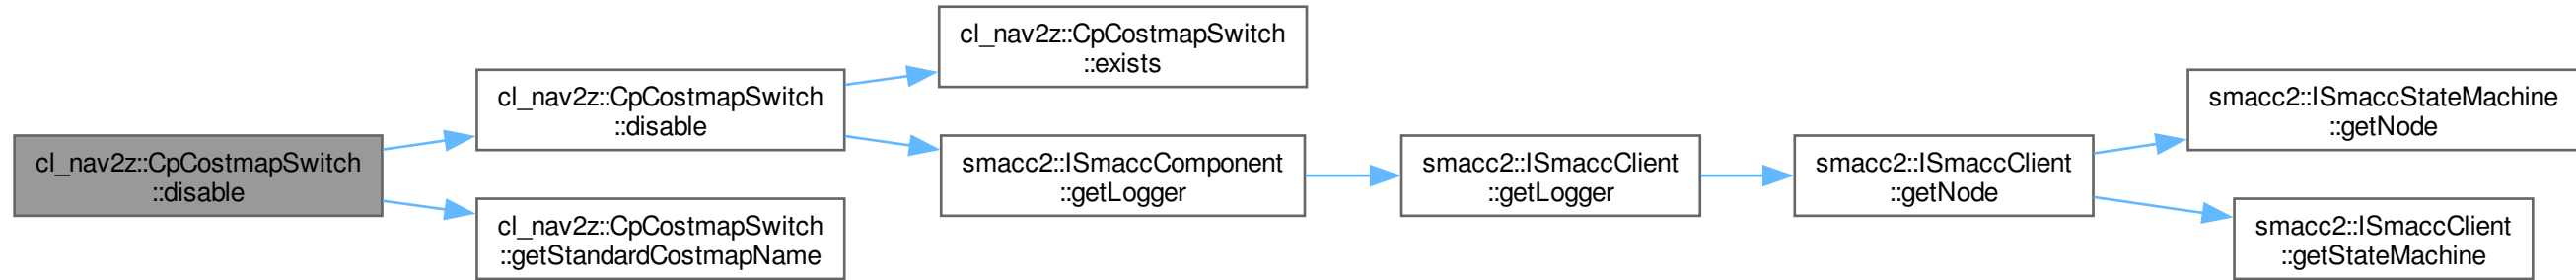 cl_nav2z::CpCostmapSwitch
::disable
cl_nav2z::CpCostmapSwitch
::disable
cl_nav2z::CpCostmapSwitch
::getStandardCostmapName
cl_nav2z::CpCostmapSwitch
::exists
smacc2::ISmaccComponent
::getLogger
smacc2::ISmaccClient
::getLogger
smacc2::ISmaccClient
::getNode
smacc2::ISmaccStateMachine
::getNode
smacc2::ISmaccClient
::getStateMachine